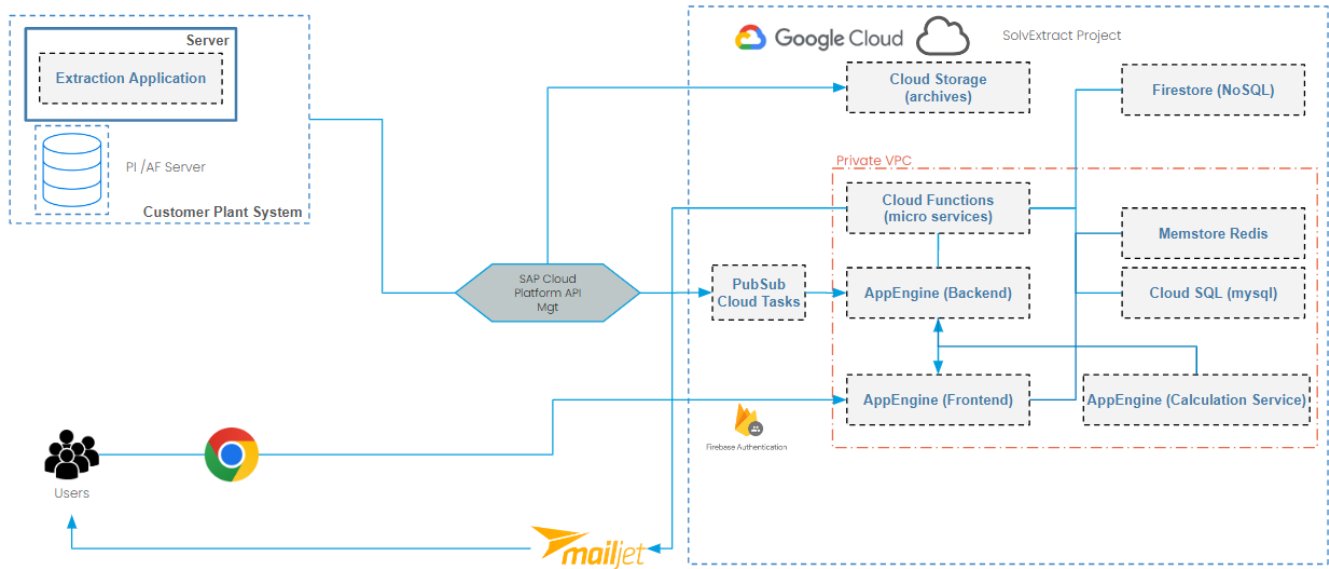 Server
Extraction Application
PI /AF Server
Customer Plant System
Google Cloud
SolvExtract Project
Cloud Storage
(archives)
Firestore (NoSQL)
Private VPC
Cloud Functions
(micro services)
Memstore Redis
SAP Cloud
Platform API
Mgt
PubSub
Cloud Tasks
AppEngine (Backend)
Cloud SQL (mysql)
AppEngine (Frontend)
AppEngine (Calculation Service)
Firebase Authentication
Users
mailjet